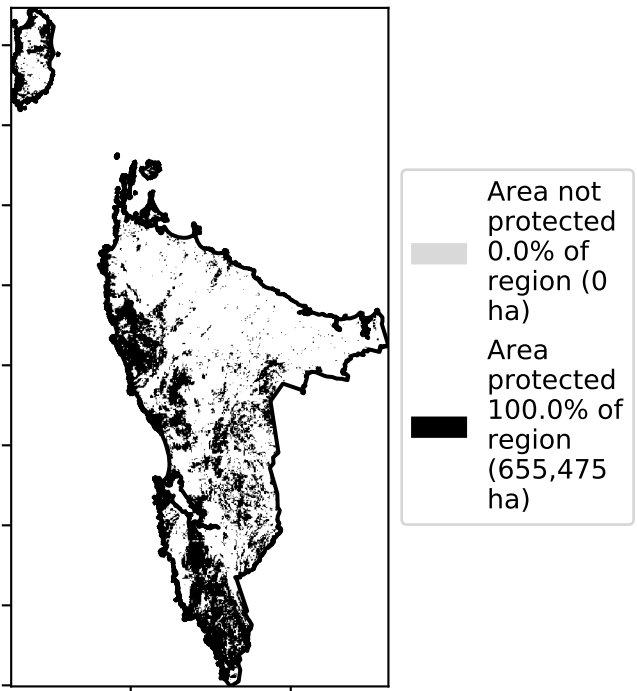 Area not
protected
0.0% of
region (0
ha)
Area
protected
100.0% of
region
(655,475
ha)